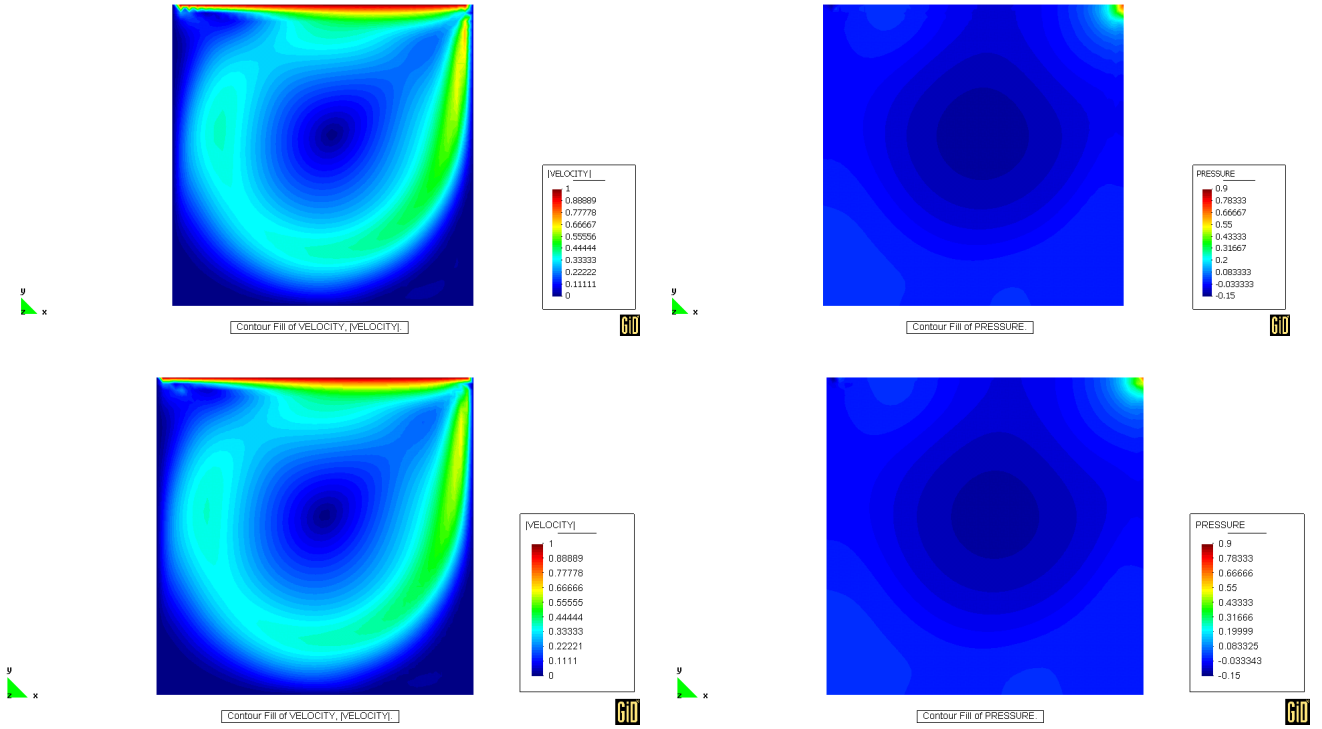 |VELOCITY|
1
0.88889
0.77778
0.66667
0.55556
0.44444
0.33333
0.22222
0.11111
0
y
z x
Contour Fill of VELOCITY, |VELOCITY|.
GiD
PRESSURE
0.9
0.78333
0.66667
0.55
0.43333
0.31667
0.2
0.083333
-0.033333
-0.15
y
z x
Contour Fill of PRESSURE.
GiD
|VELOCITY|
1
0.88889
0.77778
0.66666
0.55555
0.44444
0.33333
0.22221
0.1111
0
y
z x
Contour Fill of VELOCITY, |VELOCITY|.
GiD
PRESSURE
0.9
0.78333
0.66666
0.55
0.43333
0.31666
0.19999
0.083325
-0.033343
-0.15
y
z x
Contour Fill of PRESSURE.
GiD